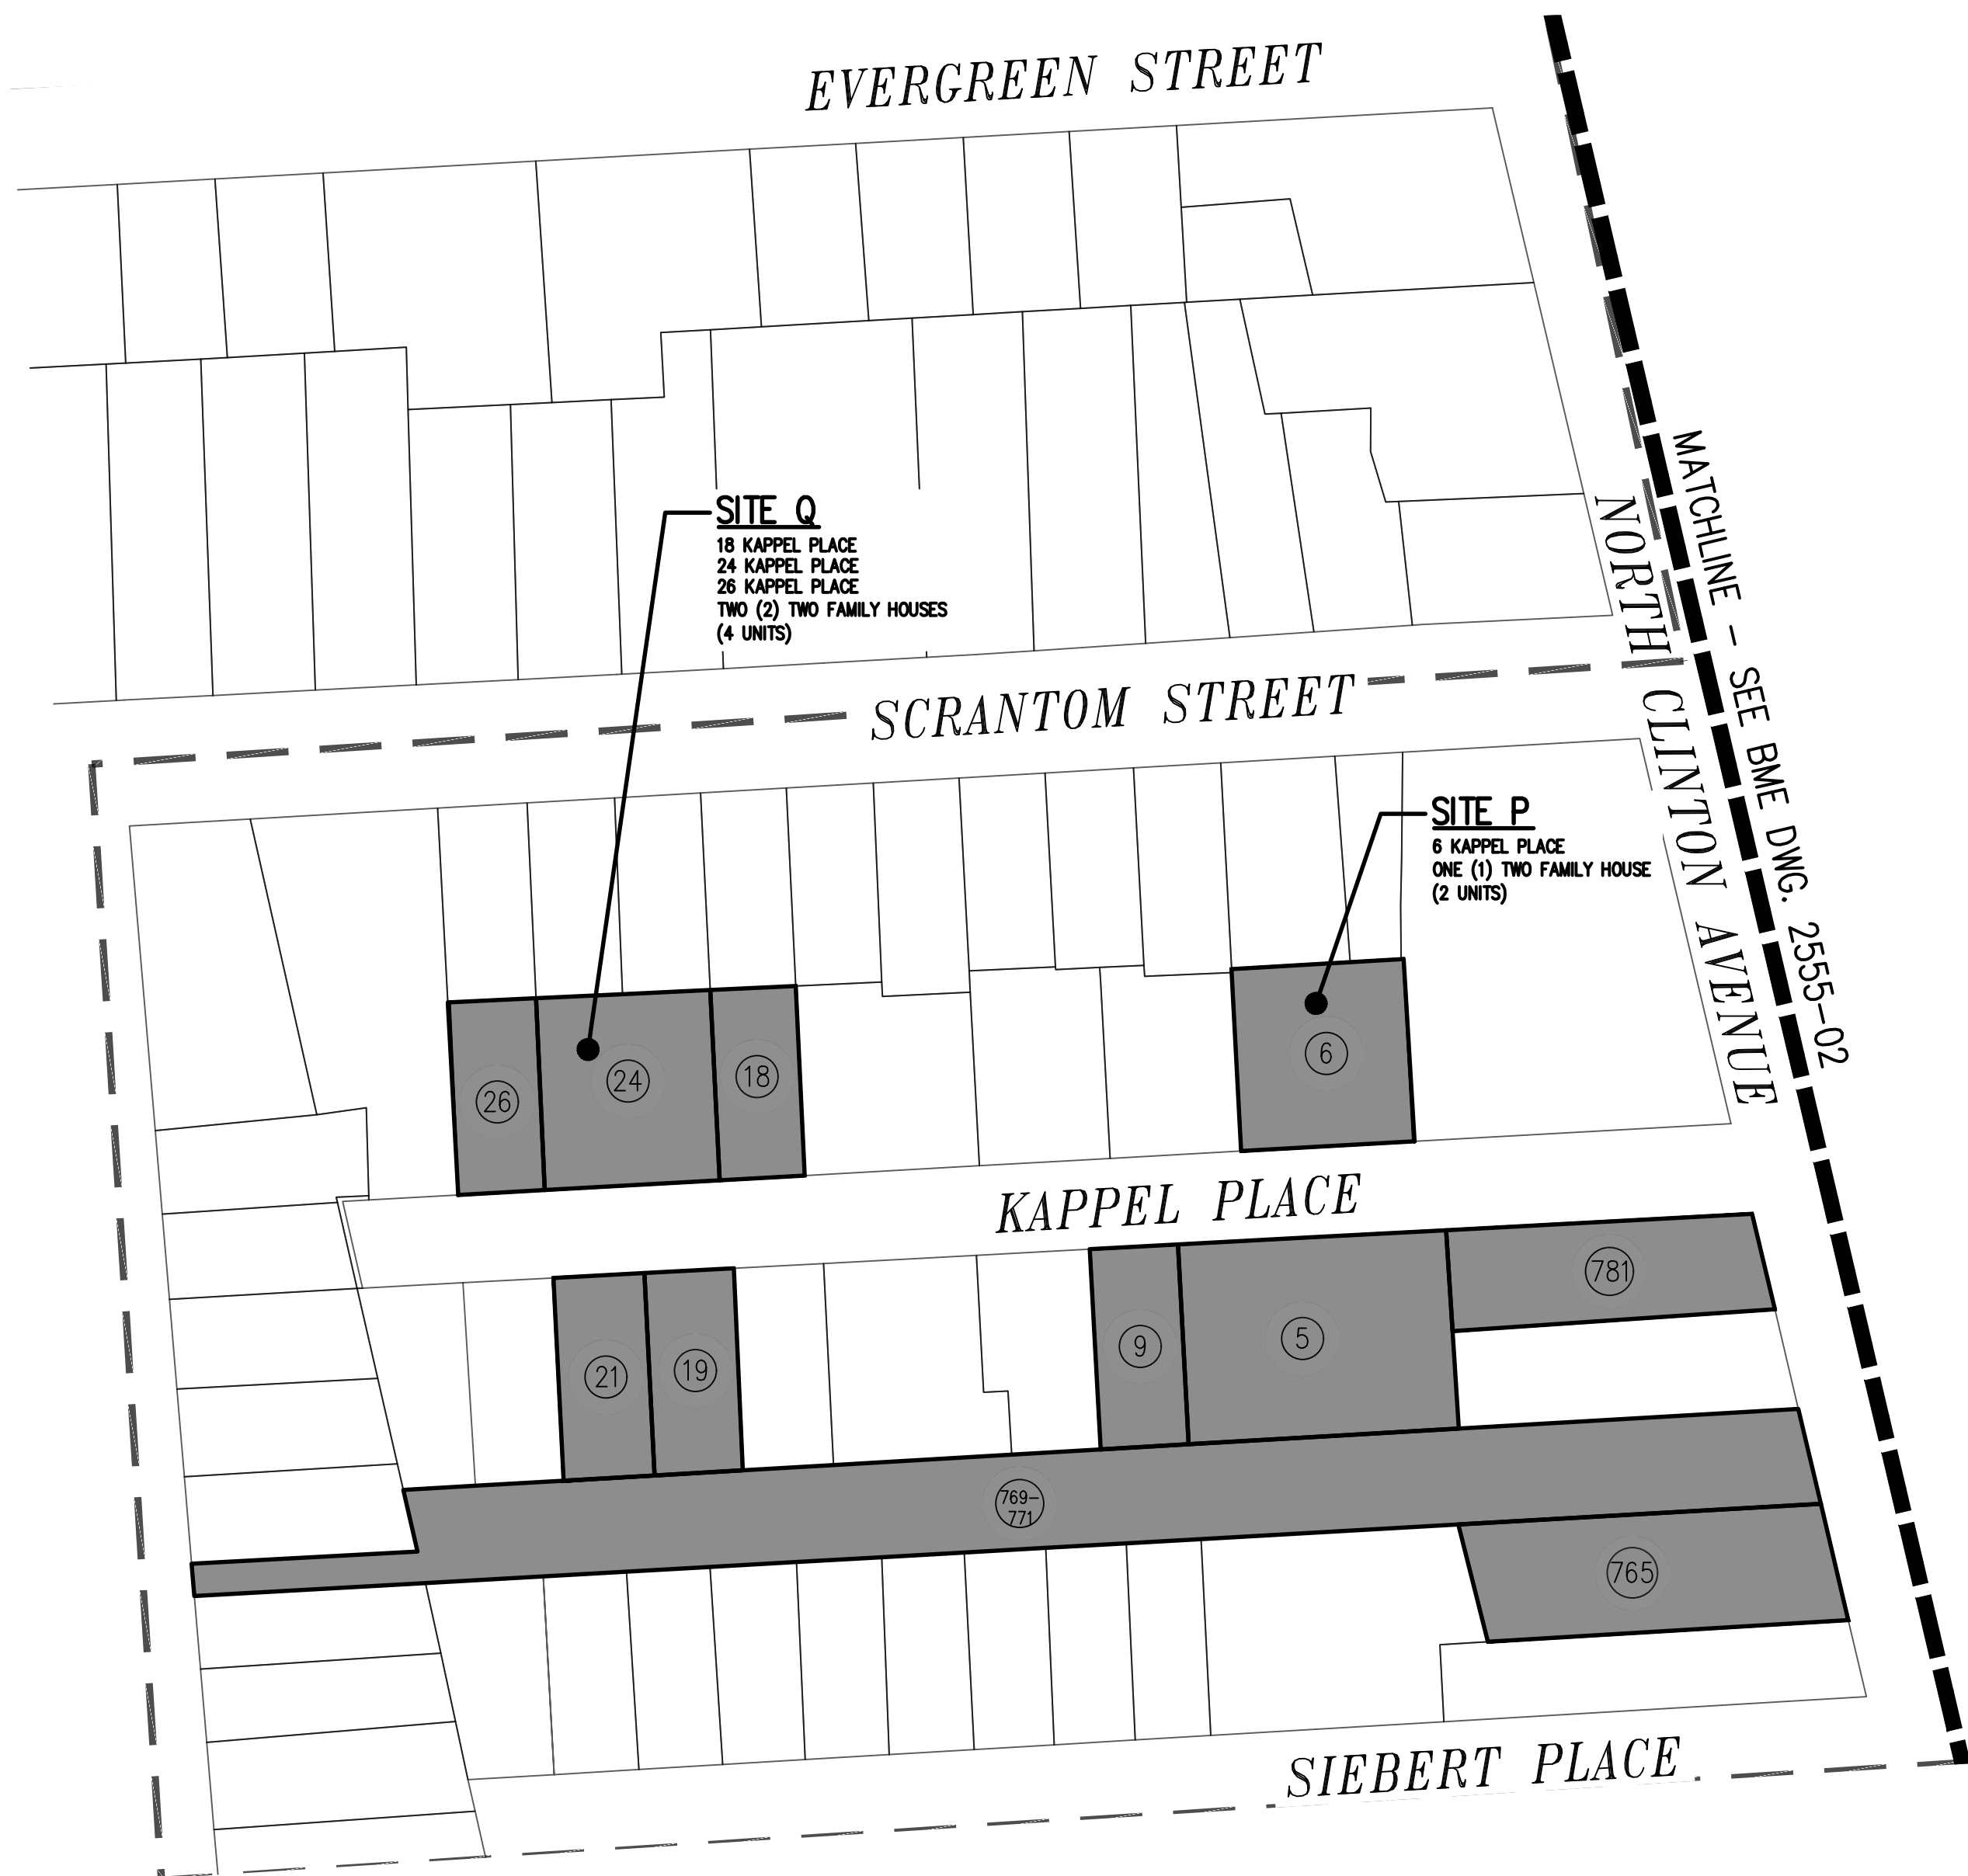 EVERGREEN STREET
SITE Q
18 KAPPEL PLACE
24 KAPPEL PLACE
26 KAPPEL PLACE
TWO (2) TWO FAMILY HOUSES
(4 UNITS)
MATCHLINE - SEE BME DWG. 2555-02
NORTH CLINTON AVENUE
SCRANTOM STREET
SITE P
6 KAPPEL PLACE
ONE (1) TWO FAMILY HOUSE
(2 UNITS)
26
24
18
6
KAPPEL PLACE
21
19
9
5
781
769-
771
765
SIEBERT PLACE